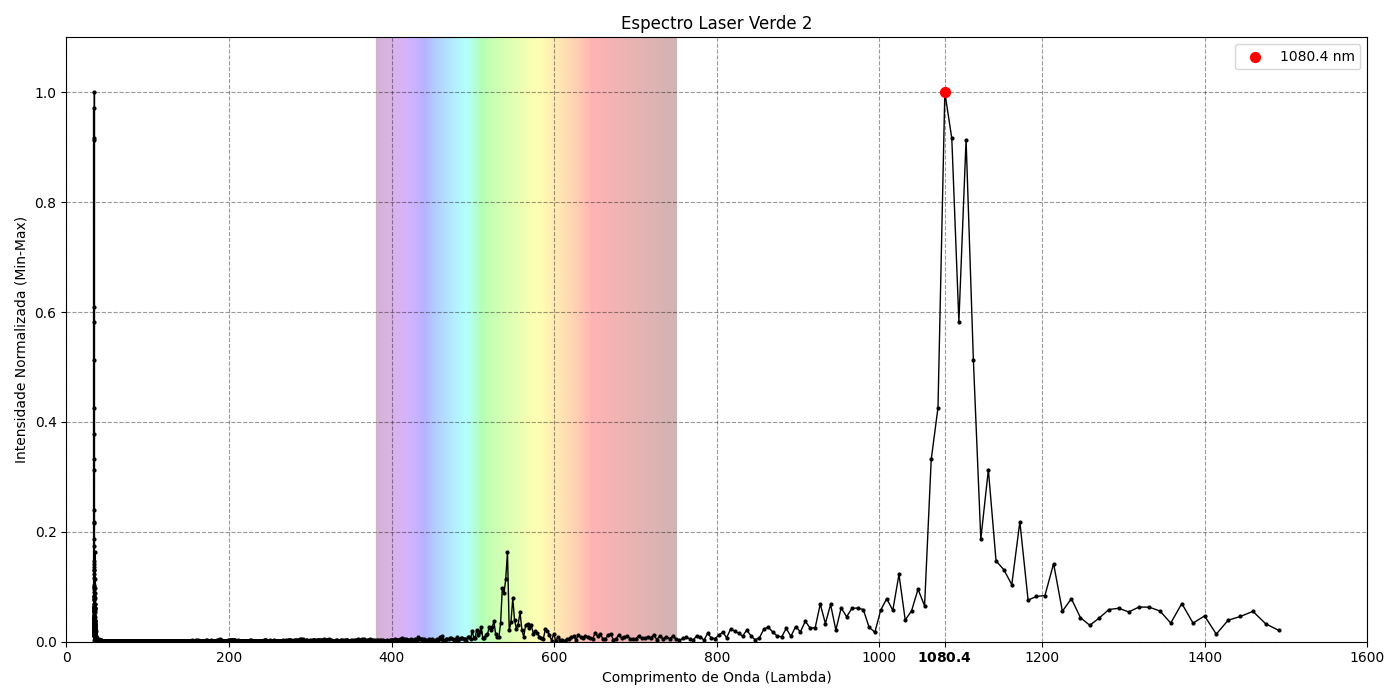 Espectro Laser Verde 2
1080.4 nm
Intensidade Normalizada (Min-Max)
1.0
0.8
0.6
0.4
0.2
0.0
0 200 400 600 800 1000 1080.4 1200 1400 1600
Comprimento de Onda (Lambda)